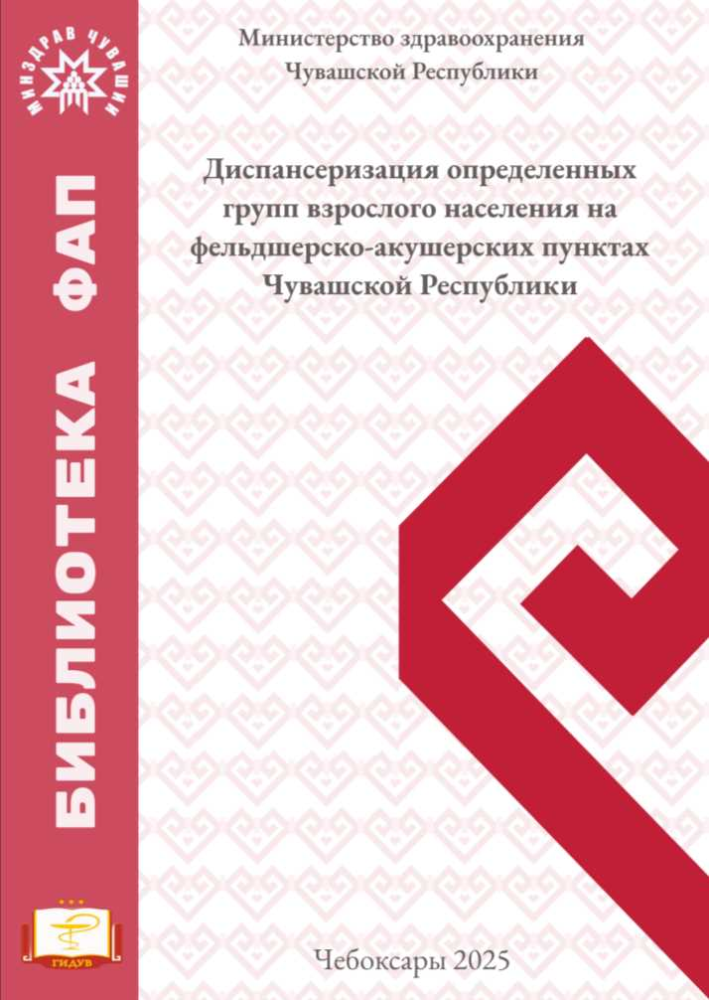 МИНЗДРАВ ЧУВАШИИ
Министерство здравоохранения
Чувашской Республики
Диспансеризация определенных
групп взрослого населения на
фельдшерско-акушерских пунктах
Чувашской Республики
БИБЛИОТЕКА ФАП
ГИДУВ
Чебоксары 2025